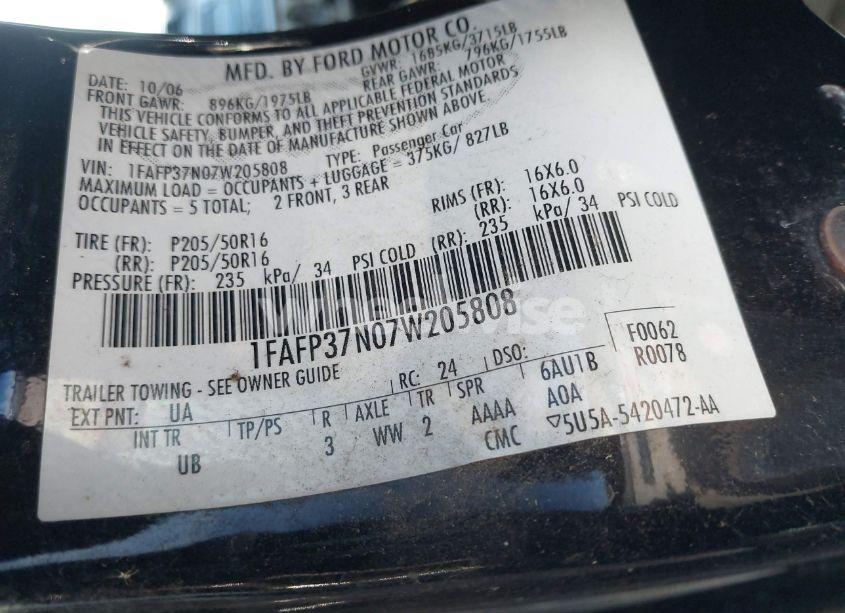 MFD. BY FORD MOTOR CO.
DATE: 10/06 GVWR: 1685KG/3715LB
FRONT GAWR: 896KG/1975LB REAR GAWR: 796KG/1755LB
THIS VEHICLE CONFORMS TO ALL APPLICABLE FEDERAL MOTOR
VEHICLE SAFETY, BUMPER, AND THEFT PREVENTION STANDARDS
IN EFFECT ON THE DATE OF MANUFACTURE SHOWN ABOVE.
VIN: 1FAFP37N07W205808 TYPE: Passenger Car
MAXIMUM LOAD = OCCUPANTS + LUGGAGE = 375KG/ 827LB
OCCUPANTS = 5 TOTAL; 2 FRONT, 3 REAR
RIMS (FR): 16X6.0
(RR): 16X6.0
TIRE (FR): P205/50R16
(RR): P205/50R16
PRESSURE (FR): 235 kPa/ 34 PSI COLD (RR): 235 kPa/ 34 PSI COLD
1FAFP37N07W205808
TRAILER TOWING - SEE OWNER GUIDE
F0062
R0078
EXT PNT: UA RC: 24 DSO: 6AU1B
INT TR TP/PS R AXLE TR SPR A0A
UB 3 WW 2 AAAA
CMC ▽5U5A-5420472-AA